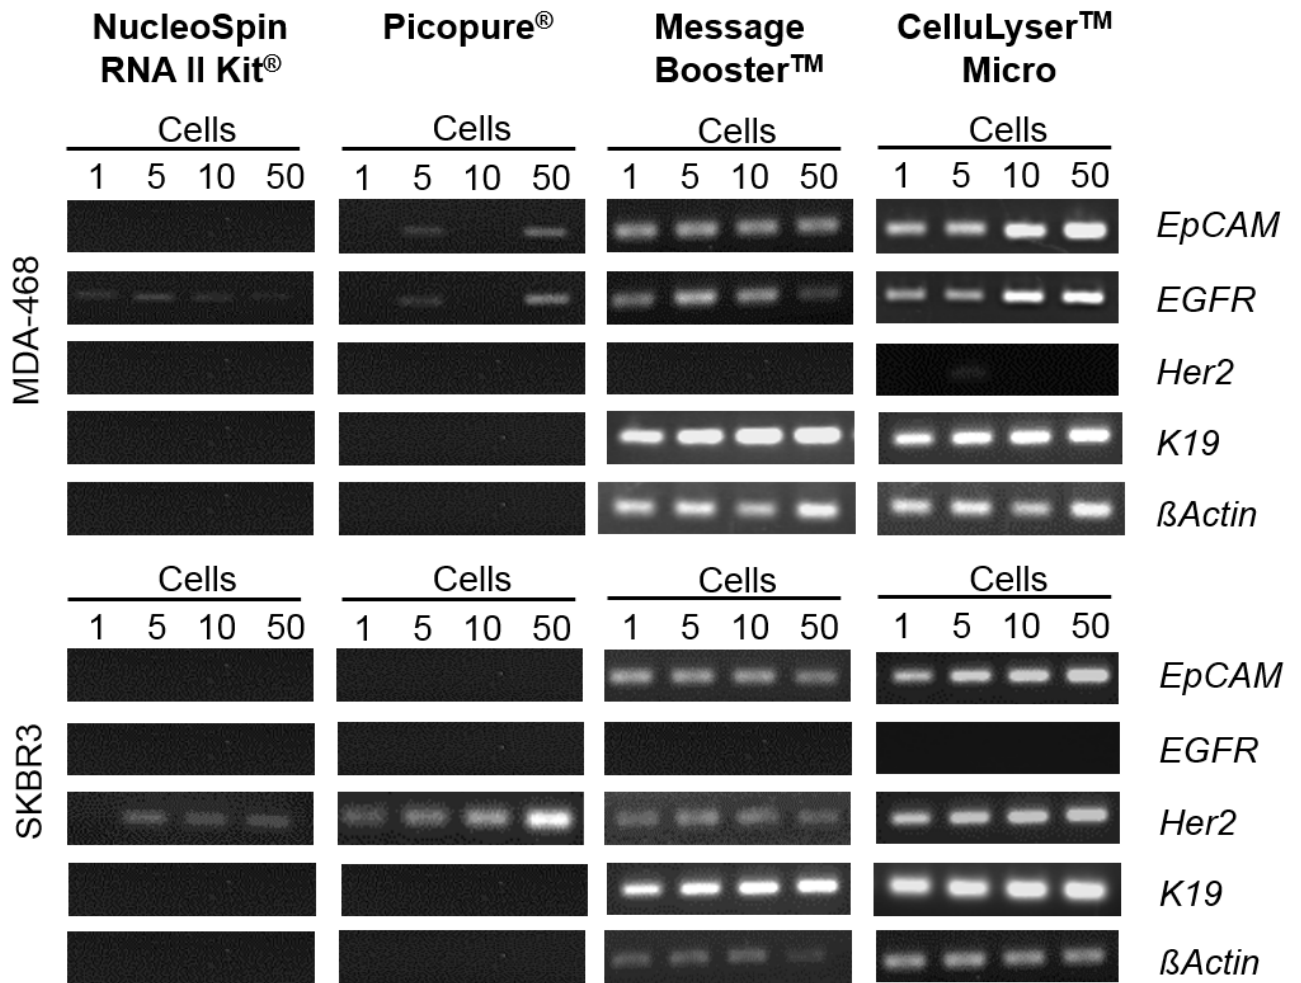 NucleoSpin Picopure® Message CelluLyser™
RNA II Kit® Booster™ Micro
Cells Cells Cells Cells
1 5 10 50 1 5 10 50 1 5 10 50 1 5 10 50
MDA-468
EpCAM
EGFR
Her2
K19
ßActin
Cells Cells Cells Cells
1 5 10 50 1 5 10 50 1 5 10 50 1 5 10 50
SKBR3
EpCAM
EGFR
Her2
K19
ßActin